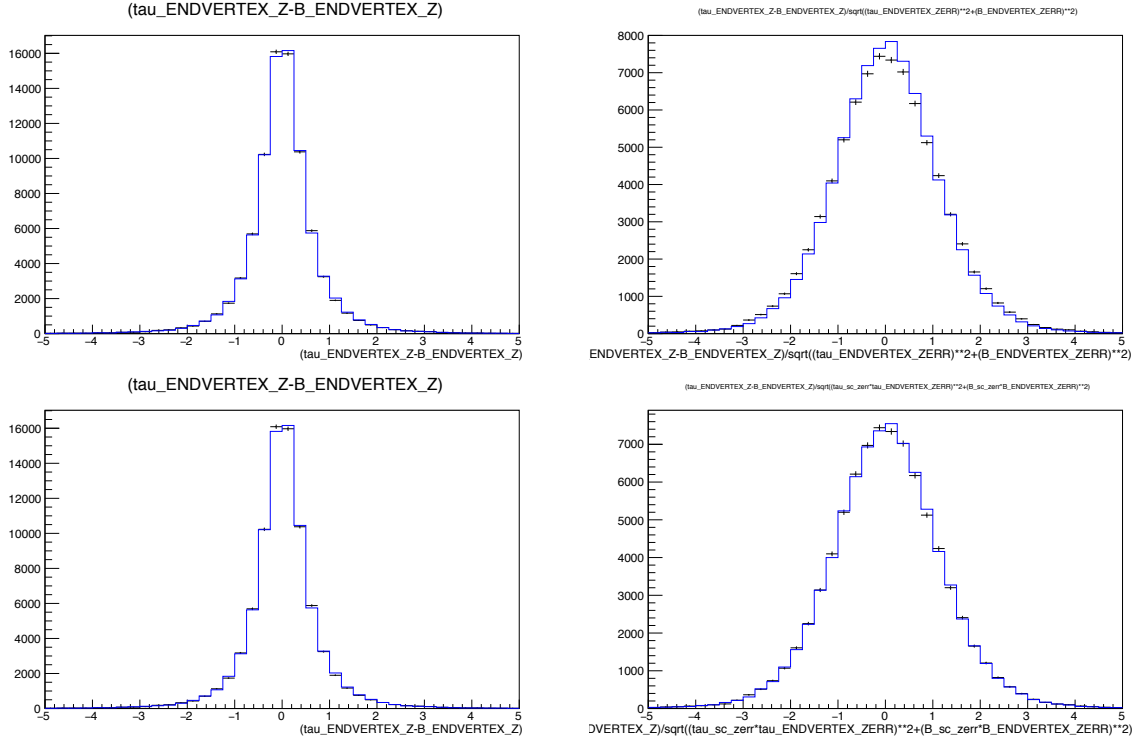 (tau_ENDVERTEX_Z-B_ENDVERTEX_Z)
16000
14000
12000
10000
8000
6000
4000
2000
0
−5 −4 −3 −2 −1 0 1 2 3 4 5
(tau_ENDVERTEX_Z-B_ENDVERTEX_Z)
(tau_ENDVERTEX_Z-B_ENDVERTEX_Z)/sqrt((tau_ENDVERTEX_ZERR)**2+(B_ENDVERTEX_ZERR)**2)
8000
7000
6000
5000
4000
3000
2000
1000
0
−5 −4 −3 −2 −1 0 1 2 3 4 5
ENDVERTEX_Z-B_ENDVERTEX_Z)/sqrt((tau_ENDVERTEX_ZERR)**2+(B_ENDVERTEX_ZERR)**2)
(tau_ENDVERTEX_Z-B_ENDVERTEX_Z)
16000
14000
12000
10000
8000
6000
4000
2000
0
−5 −4 −3 −2 −1 0 1 2 3 4 5
(tau_ENDVERTEX_Z-B_ENDVERTEX_Z)
(tau_ENDVERTEX_Z-B_ENDVERTEX_Z)/sqrt((tau_sc_zerr*tau_ENDVERTEX_ZERR)**2+(B_sc_zerr*B_ENDVERTEX_ZERR)**2)
7000
6000
5000
4000
3000
2000
1000
0
−5 −4 −3 −2 −1 0 1 2 3 4 5
DVERTEX_Z)/sqrt((tau_sc_zerr*tau_ENDVERTEX_ZERR)**2+(B_sc_zerr*B_ENDVERTEX_ZERR)**2)